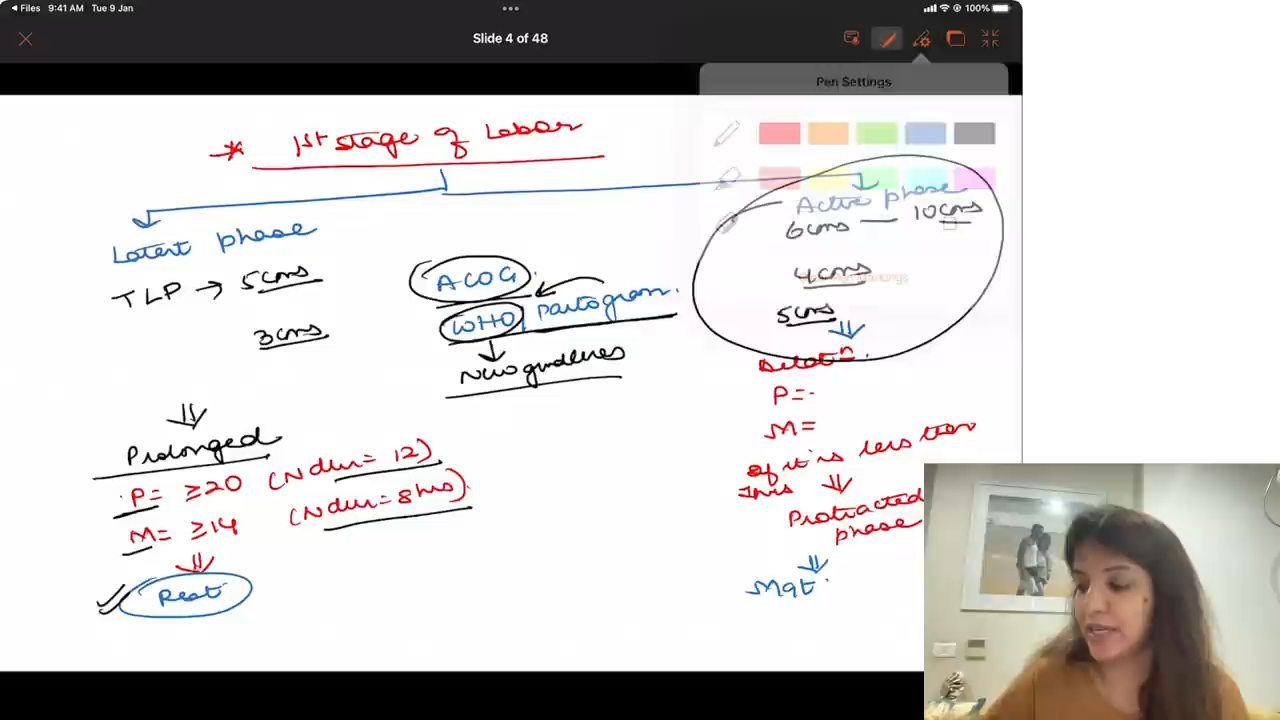 Files 9:41 AM Tue 9 Jan
100%
Slide 4 of 48
Pen Settings
1st stage of Labor
Latent phase
Active phase
6cms — 10cms
TLP → 5cms
ACOG
4cms
WHO Partogram.
5cms
3cms
New guidelines
Dilatn.
P=
M=
Prolonged
P= ≥20 (N dur= 12)
If it is less than
this
M= ≥14 (N dur=8hrs)
Protracted
phase
Rest
Mgt